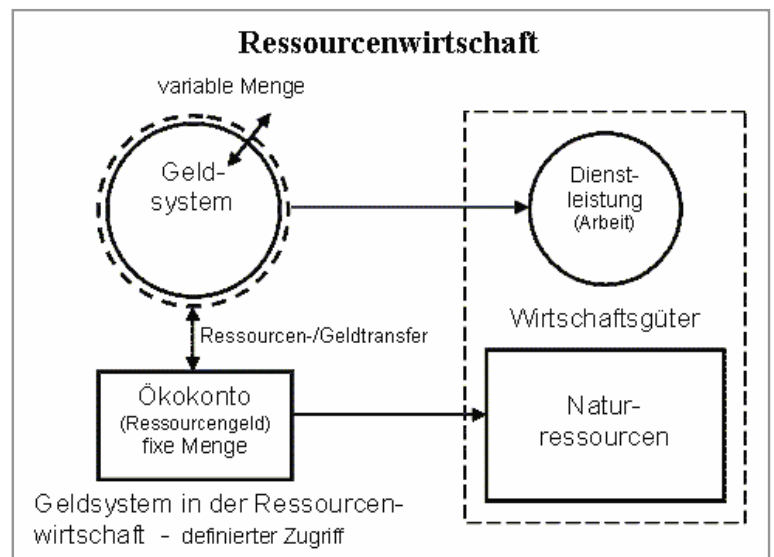 Ressourcenwirtschaft
variable Menge
Geld-
system
Dienst-
leistung
(Arbeit)
Wirtschaftsgüter
Ressourcen-/Geldtransfer
Ökokonto
(Ressourcengeld)
fixe Menge
Natur-
ressourcen
Geldsystem in der Ressourcen-
wirtschaft - definierter Zugriff